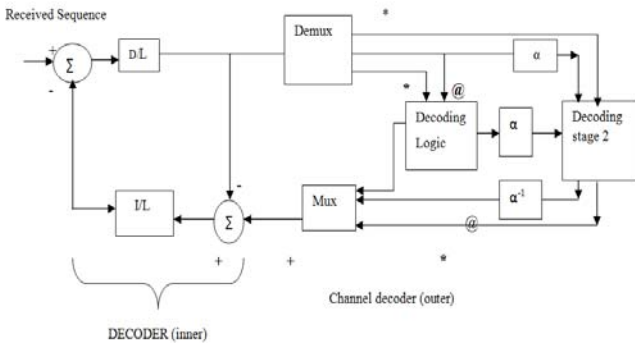 Received Sequence
*
+
Σ
D/L
Demux
α
-
*
@
Decoding
Logic
α
Decoding
stage 2
I/L
-
Σ
Mux
α-1
@
+
+
*
Channel decoder (outer)
DECODER (inner)